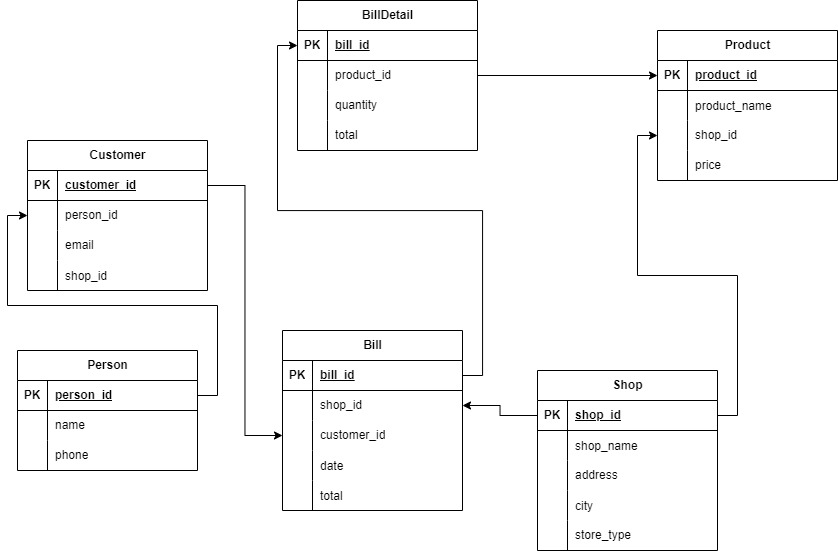 BillDetail
PK bill_id
product_id
quantity
total
Product
PK product_id
product_name
shop_id
price
Customer
PK customer_id
person_id
email
shop_id
Person
PK person_id
name
phone
Bill
PK bill_id
shop_id
customer_id
date
total
Shop
PK shop_id
shop_name
address
city
store_type